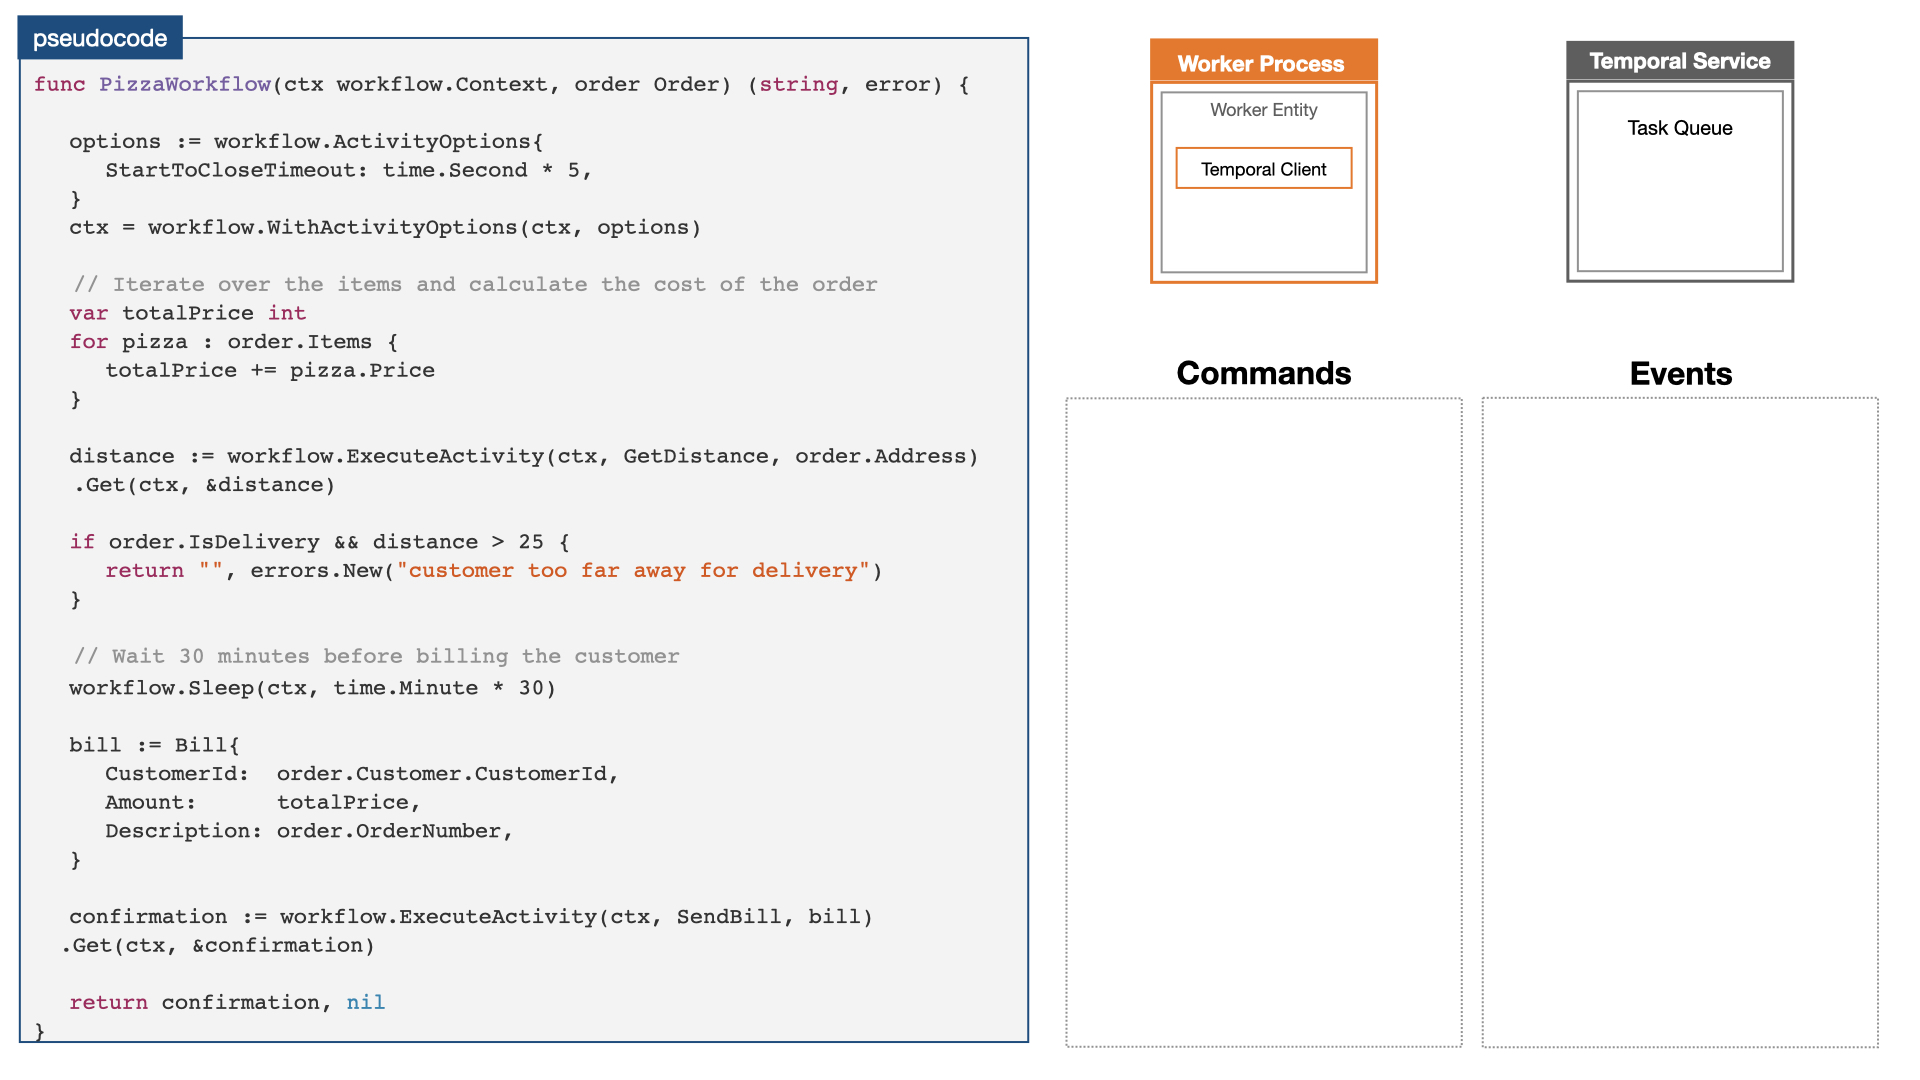 pseudocode
func PizzaWorkflow(ctx workflow.Context, order Order) (string, error) {
options := workflow.ActivityOptions{
StartToCloseTimeout: time.Second * 5,
}
ctx = workflow.WithActivityOptions(ctx, options)
// Iterate over the items and calculate the cost of the order
var totalPrice int
for pizza : order.Items {
totalPrice += pizza.Price
}
distance := workflow.ExecuteActivity(ctx, GetDistance, order.Address)
.Get(ctx, &distance)
if order.IsDelivery && distance > 25 {
return "", errors.New("customer too far away for delivery")
}
// Wait 30 minutes before billing the customer
workflow.Sleep(ctx, time.Minute * 30)
bill := Bill{
CustomerId: order.Customer.CustomerId,
Amount: totalPrice,
Description: order.OrderNumber,
}
confirmation := workflow.ExecuteActivity(ctx, SendBill, bill)
.Get(ctx, &confirmation)
return confirmation, nil
}
Worker Process
Worker Entity
Temporal Client
Temporal Service
Task Queue
Commands
Events